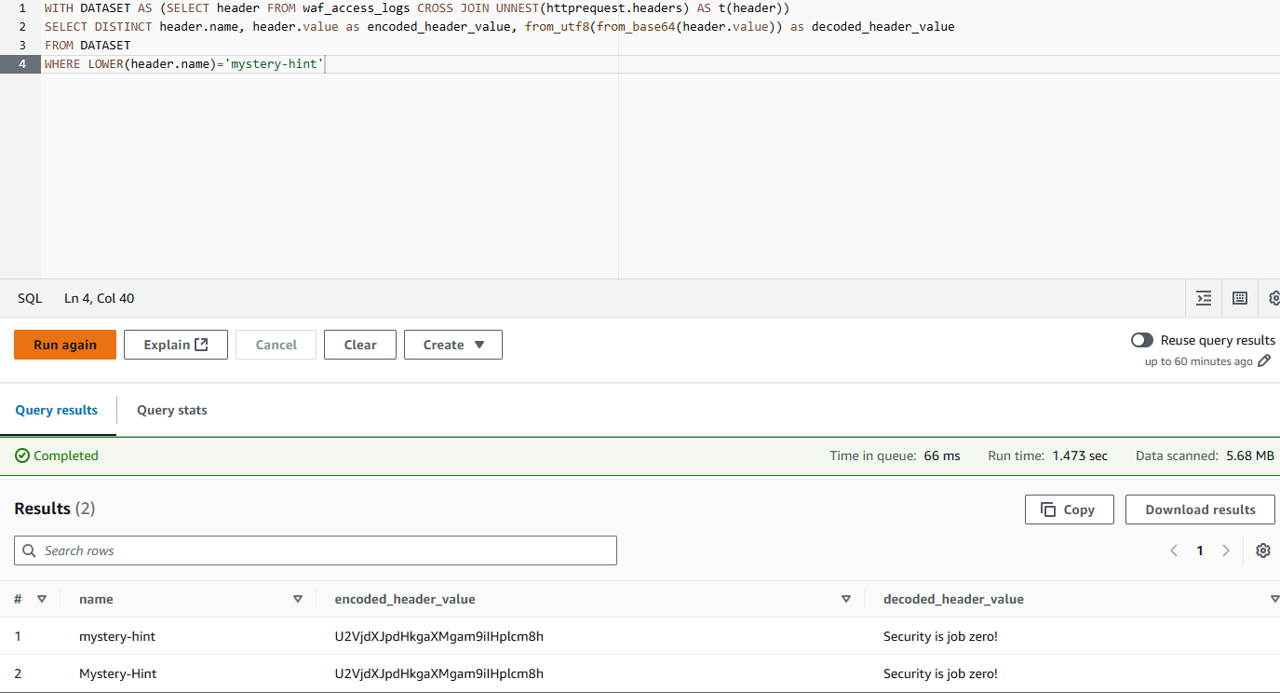 1 WITH DATASET AS (SELECT header FROM waf_access_logs CROSS JOIN UNNEST(httprequest.headers) AS t(header))
2 SELECT DISTINCT header.name, header.value as encoded_header_value, from_utf8(from_base64(header.value)) as decoded_header_value
3 FROM DATASET
4 WHERE LOWER(header.name)='mystery-hint'
SQL Ln 4, Col 40
Run again Explain Cancel Clear Create Reuse query results
up to 60 minutes ago
Query results Query stats
Completed Time in queue: 66 ms Run time: 1.473 sec Data scanned: 5.68 MB
Results (2) Copy Download results
Search rows 1
# name encoded_header_value decoded_header_value
1 mystery-hint U2VjdXJpdHkgaXMgam9iIHplcm8h Security is job zero!
2 Mystery-Hint U2VjdXJpdHkgaXMgam9iIHplcm8h Security is job zero!